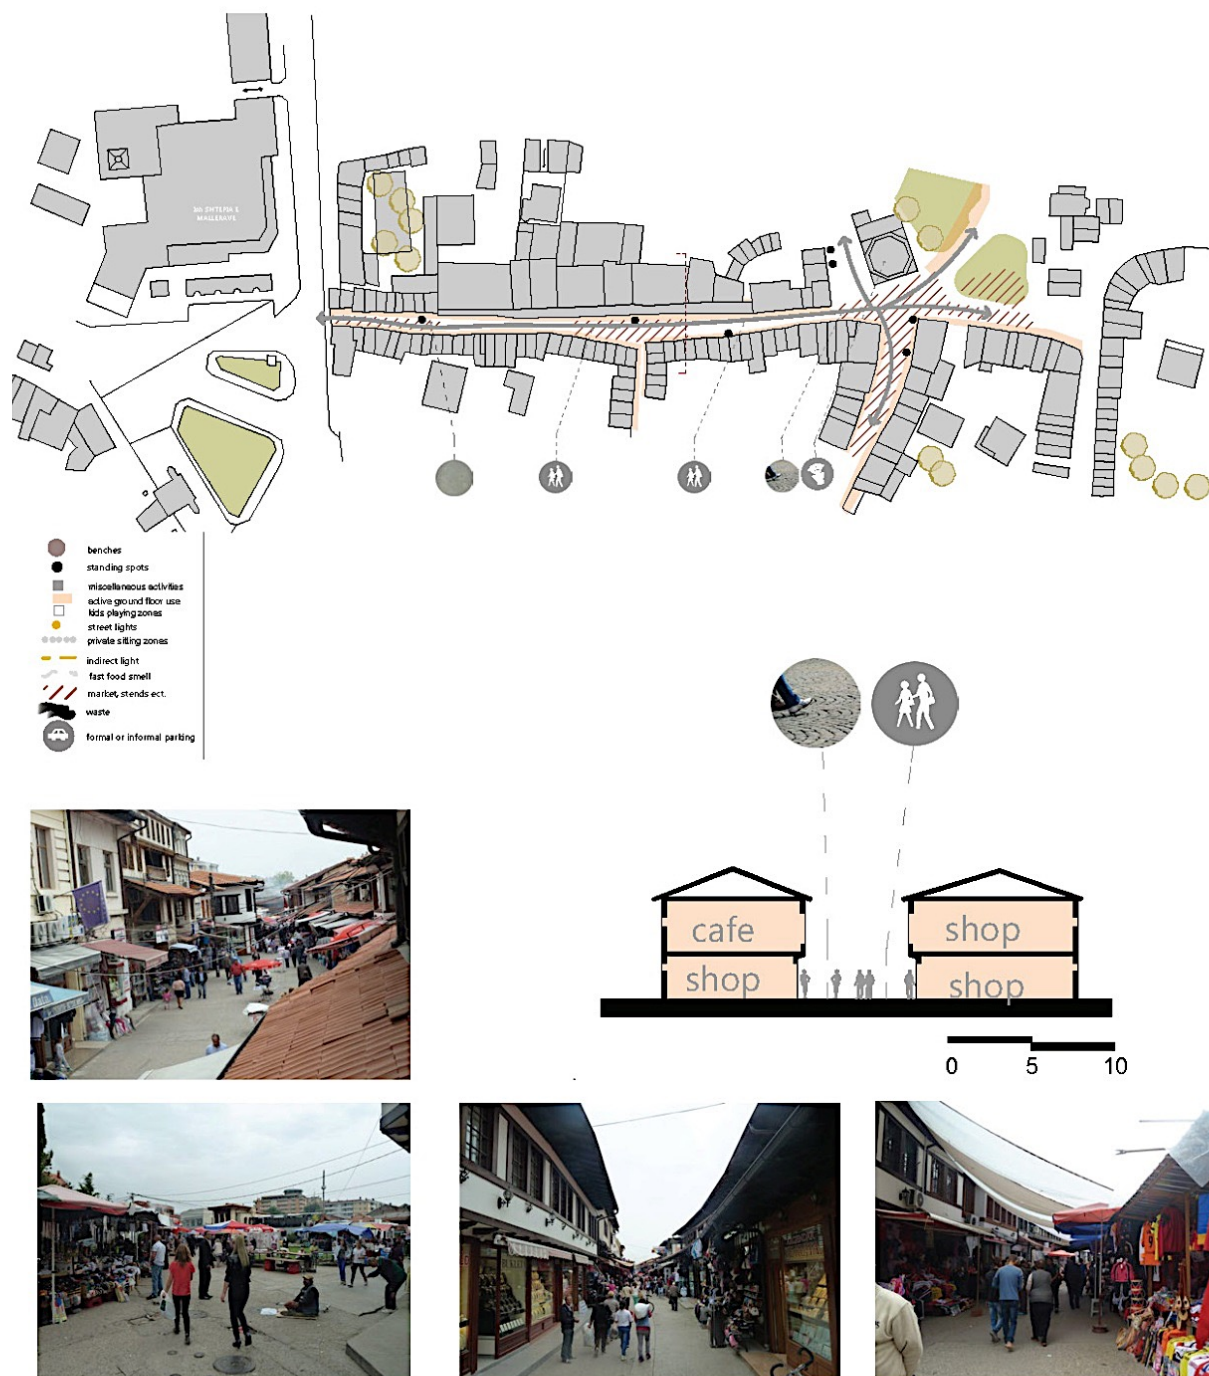 benches
standing spots
miscellaneous activities
active ground floor use
kids playing zones
street lights
private sitting zones
indirect light
fast food smell
market, stends ect.
waste
formal or informal parking
cafe
shop
shop
shop
0
5
10